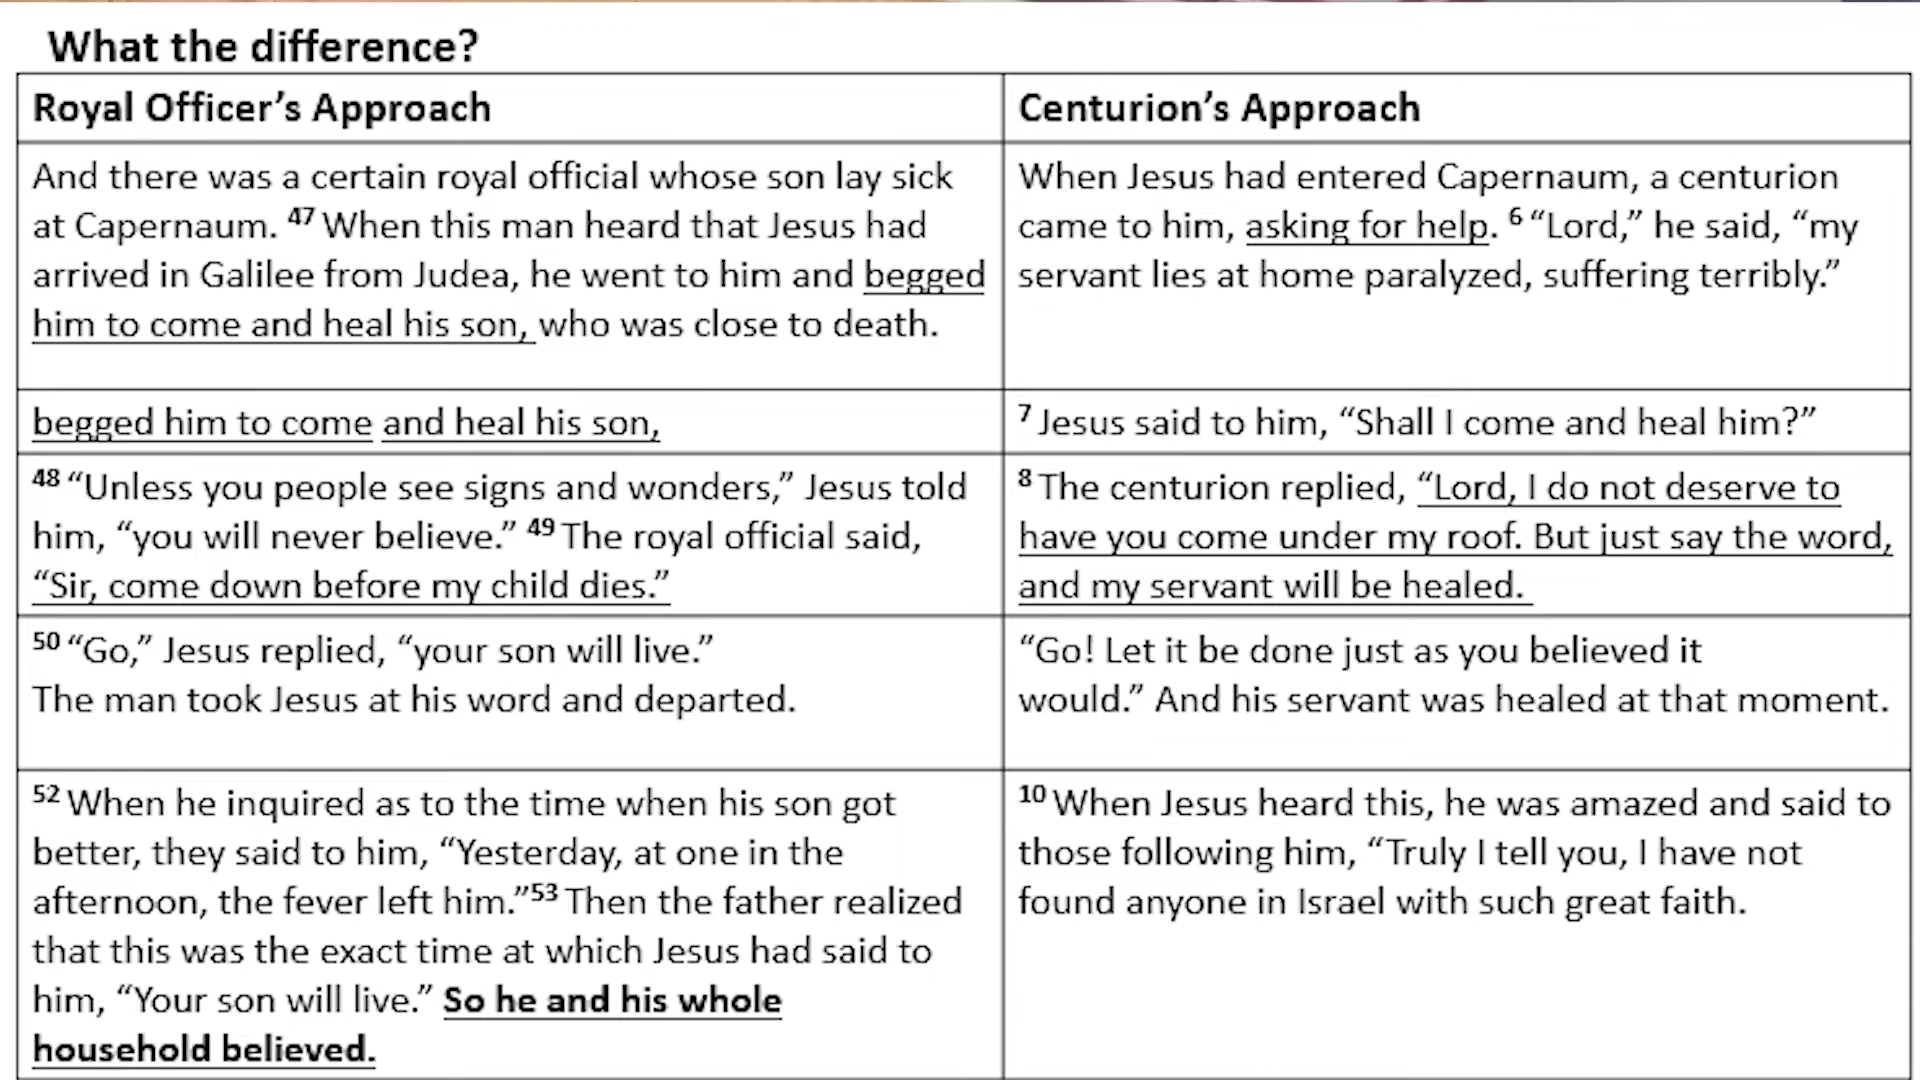 What the difference?
Royal Officer’s Approach
Centurion’s Approach
And there was a certain royal official whose son lay sick
at Capernaum. 47 When this man heard that Jesus had
arrived in Galilee from Judea, he went to him and begged
him to come and heal his son, who was close to death.
When Jesus had entered Capernaum, a centurion
came to him, asking for help. 6 “Lord,” he said, “my
servant lies at home paralyzed, suffering terribly.”
begged him to come and heal his son,
7 Jesus said to him, “Shall I come and heal him?”
48 “Unless you people see signs and wonders,” Jesus told
him, “you will never believe.” 49 The royal official said,
“Sir, come down before my child dies.”
8 The centurion replied, “Lord, I do not deserve to
have you come under my roof. But just say the word,
and my servant will be healed.
50 “Go,” Jesus replied, “your son will live.”
The man took Jesus at his word and departed.
“Go! Let it be done just as you believed it
would.” And his servant was healed at that moment.
52 When he inquired as to the time when his son got
better, they said to him, “Yesterday, at one in the
afternoon, the fever left him.”53 Then the father realized
that this was the exact time at which Jesus had said to
him, “Your son will live.” So he and his whole
household believed.
10 When Jesus heard this, he was amazed and said to
those following him, “Truly I tell you, I have not
found anyone in Israel with such great faith.